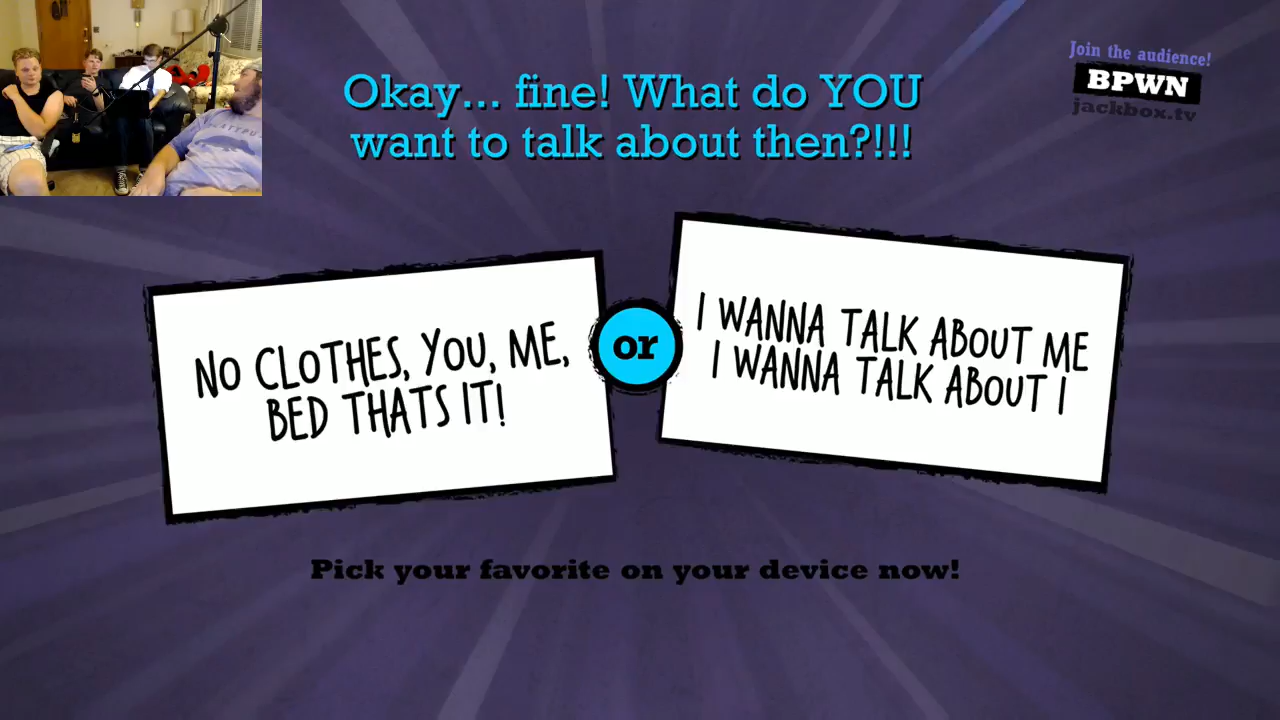 Join the audience!
BPWN
jackbox.tv
Okay... fine! What do YOU
want to talk about then?!!!
NO CLOTHES, YOU, ME,
BED THATS IT!
or
I WANNA TALK ABOUT ME
I WANNA TALK ABOUT I
Pick your favorite on your device now!